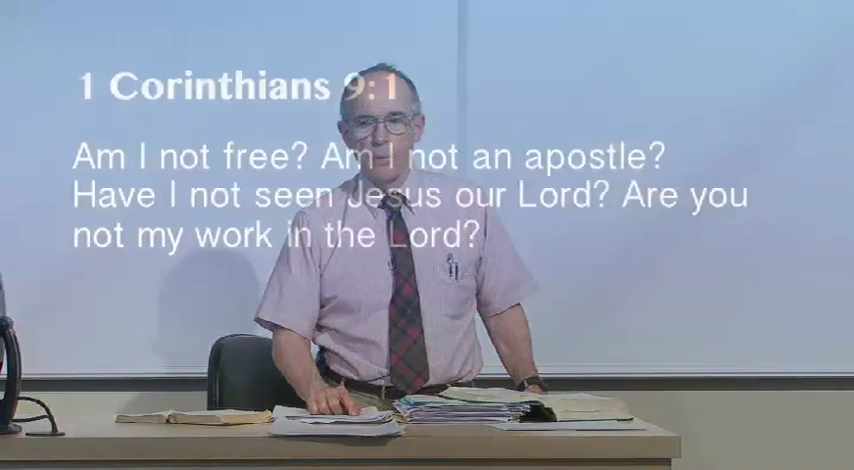 1 Corinthians 9:1
Am I not free? Am I not an apostle?
Have I not seen Jesus our Lord? Are you
not my work in the Lord?